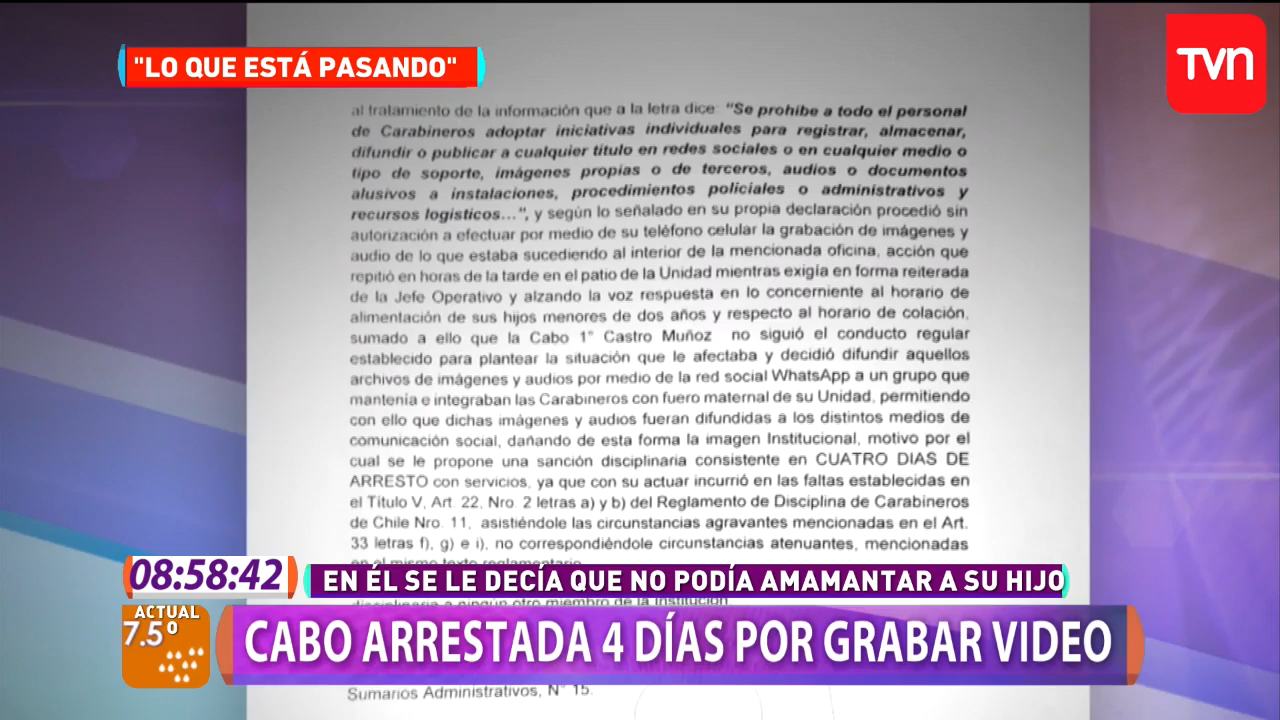 "LO QUE ESTÁ PASANDO"
TVN
al tratamiento de la información que a la letra dice: "Se prohíbe a todo el personal
de Carabineros adoptar iniciativas individuales para registrar, almacenar,
difundir o publicar a cualquier título en redes sociales o en cualquier medio o
tipo de soporte, imágenes propias o de terceros, audios o documentos
alusivos a instalaciones, procedimientos policiales o administrativos y
recursos logísticos...", y según lo señalado en su propia declaración procedió sin
autorización a efectuar por medio de su teléfono celular la grabación de imágenes y
audio de lo que estaba sucediendo al interior de la mencionada oficina, acción que
repitió en horas de la tarde en el patio de la Unidad mientras exigía en forma reiterada
de la Jefe Operativo y alzando la voz respuesta en lo concerniente al horario de
alimentación de sus hijos menores de dos años y respecto al horario de colación,
sumado a ello que la Cabo 1° Castro Muñoz no siguió el conducto regular
establecido para plantear la situación que le afectaba y decidió difundir aquellos
archivos de imágenes y audios por medio de la red social WhatsApp a un grupo que
mantenía e integraban las Carabineros con fuero maternal de su Unidad, permitiendo
con ello que dichas imágenes y audios fueran difundidas a los distintos medios de
comunicación social, dañando de esta forma la imagen Institucional, motivo por el
cual se le propone una sanción disciplinaria consistente en CUATRO DIAS DE
ARRESTO con servicios, ya que con su actuar incurrió en las faltas establecidas en
el Título V, Art. 22, Nro. 2 letras a) y b) del Reglamento de Disciplina de Carabineros
de Chile Nro. 11, asistiéndole las circunstancias agravantes mencionadas en el Art.
33 letras f), g) e i), no correspondiéndole circunstancias atenuantes, mencionadas
en el mismo texto reglamentario.
08:58:42
EN ÉL SE LE DECÍA QUE NO PODÍA AMAMANTAR A SU HIJO
disciplinaria a ningún otro miembro de la Institución.
ACTUAL
7.5°
CABO ARRESTADA 4 DÍAS POR GRABAR VIDEO
Sumarios Administrativos, N° 15.